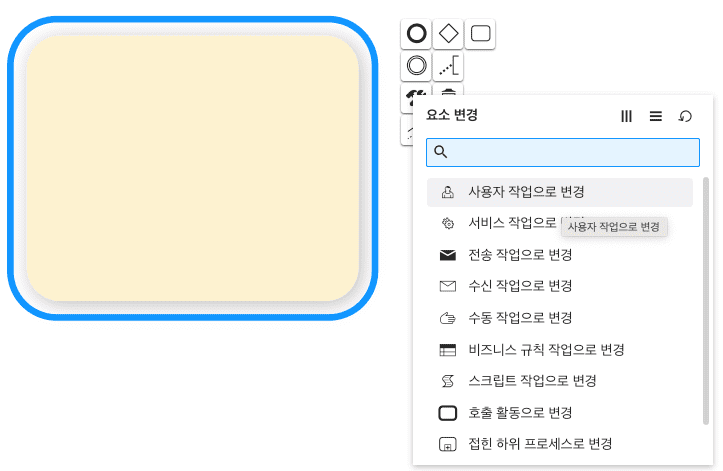 요소 변경
사용자 작업으로 변경
서비스 작업으로 변경
사용자 작업으로 변경
전송 작업으로 변경
수신 작업으로 변경
수동 작업으로 변경
비즈니스 규칙 작업으로 변경
스크립트 작업으로 변경
호출 활동으로 변경
접힌 하위 프로세스로 변경